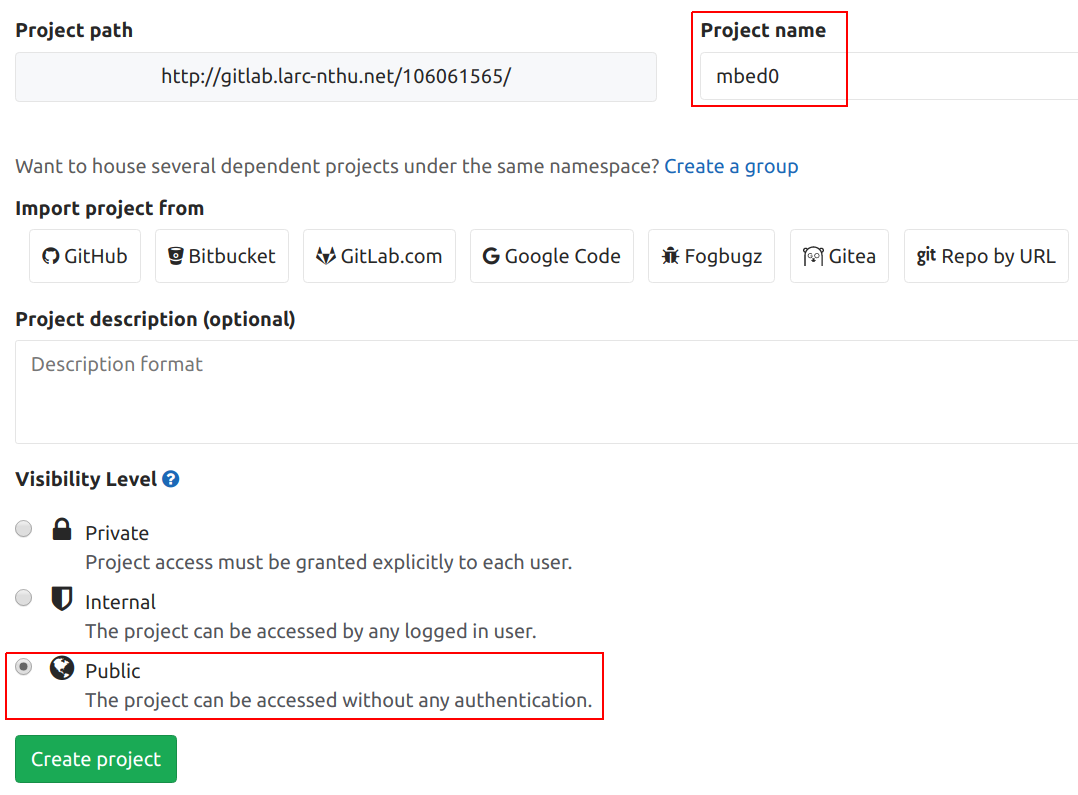 Project path
Project name
http://gitlab.larc-nthu.net/106061565/
mbed0
Want to house several dependent projects under the same namespace? Create a group
Import project from
GitHub Bitbucket GitLab.com Google Code Fogbugz Gitea git Repo by URL
Project description (optional)
Description format
Visibility Level ?
Private
Project access must be granted explicitly to each user.
Internal
The project can be accessed by any logged in user.
Public
The project can be accessed without any authentication.
Create project